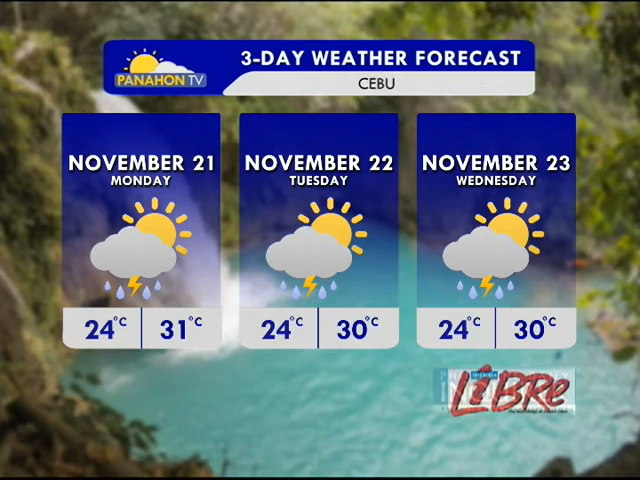 PANAHON TV
3-DAY WEATHER FORECAST
CEBU
NOVEMBER 21
MONDAY
24°C
31°C
NOVEMBER 22
TUESDAY
24°C
30°C
NOVEMBER 23
WEDNESDAY
24°C
30°C
LiBRe